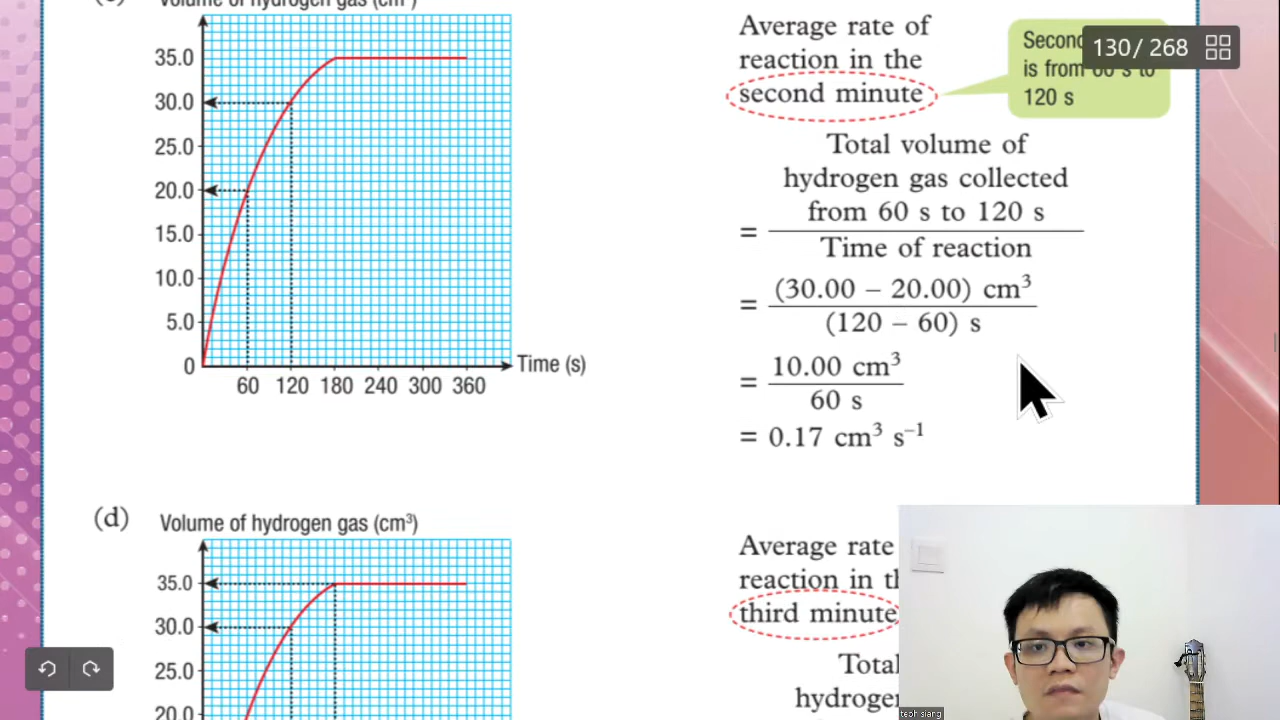 Volume of hydrogen gas (cm³)
35.0
30.0
25.0
20.0
15.0
10.0
5.0
0
60 120 180 240 300 360
Time (s)
Average rate of
reaction in the
second minute
Second
is from 60 s to
120 s
130/ 268
Total volume of
hydrogen gas collected
from 60 s to 120 s
=
Time of reaction
= (30.00 – 20.00) cm³
(120 – 60) s
= 10.00 cm³
60 s
= 0.17 cm³ s⁻¹
(d)
Volume of hydrogen gas (cm³)
35.0
30.0
25.0
20.0
Average rate
reaction in th
third minute
Total
hydrogen
teoh siang